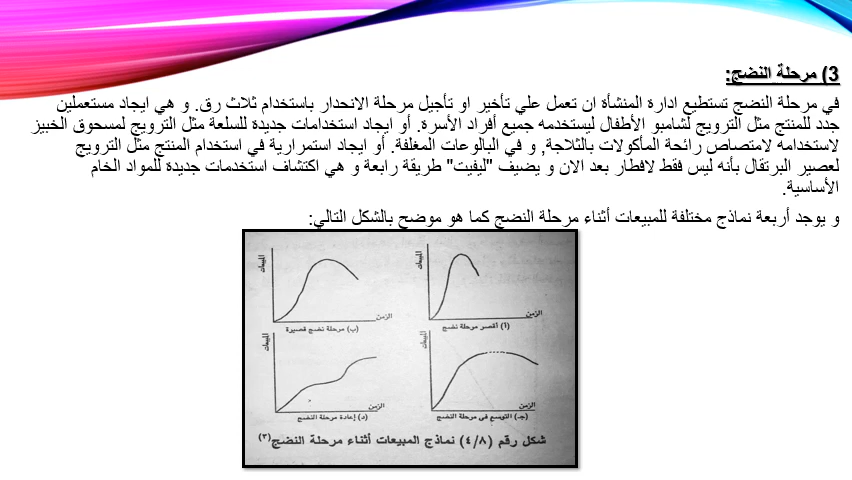 3) مرحلة النضج:
في مرحلة النضج تستطيع ادارة المنشأة ان تعمل علي تأخير او تأجيل مرحلة الانحدار باستخدام ثلاث رق. و هي ايجاد مستعملين
جدد للمنتج مثل الترويج لشامبو الأطفال ليستخدمه جميع أفراد الأسرة. أو ايجاد استخدامات جديدة للسلعة مثل الترويج لمسحوق الخبيز
لاستخدامه لامتصاص رائحة المأكولات بالثلاجة, و في البالوعات المغلفة. أو ايجاد استمرارية في استخدام المنتج مثل الترويج
لعصير البرتقال بأنه ليس فقط لافطار بعد الان و يضيف "ليفيت" طريقة رابعة و هي اكتشاف استخدمات جديدة للمواد الخام
الأساسية.
و يوجد أربعة نماذج مختلفة للمبيعات أثناء مرحلة النضج كما هو موضح بالشكل التالي:
المبيعات
الزمن
(أ) أقصر مرحلة نضج
المبيعات
الزمن
(ب) مرحلة نضج قصيرة
المبيعات
الزمن
(جـ) التوسع في مرحلة النضج
المبيعات
الزمن
(د) إعادة مرحلة النضج
شكل رقم (٤/٨) نماذج المبيعات أثناء مرحلة النضج(٣)